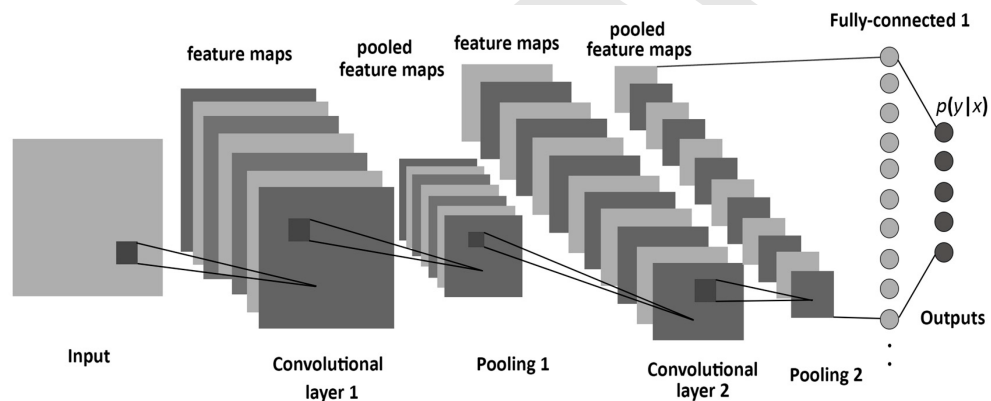 feature maps
pooled
feature maps
feature maps
pooled
feature maps
Fully-connected 1
p(y|x)
Input
Convolutional
layer 1
Pooling 1
Convolutional
layer 2
Pooling 2
Outputs